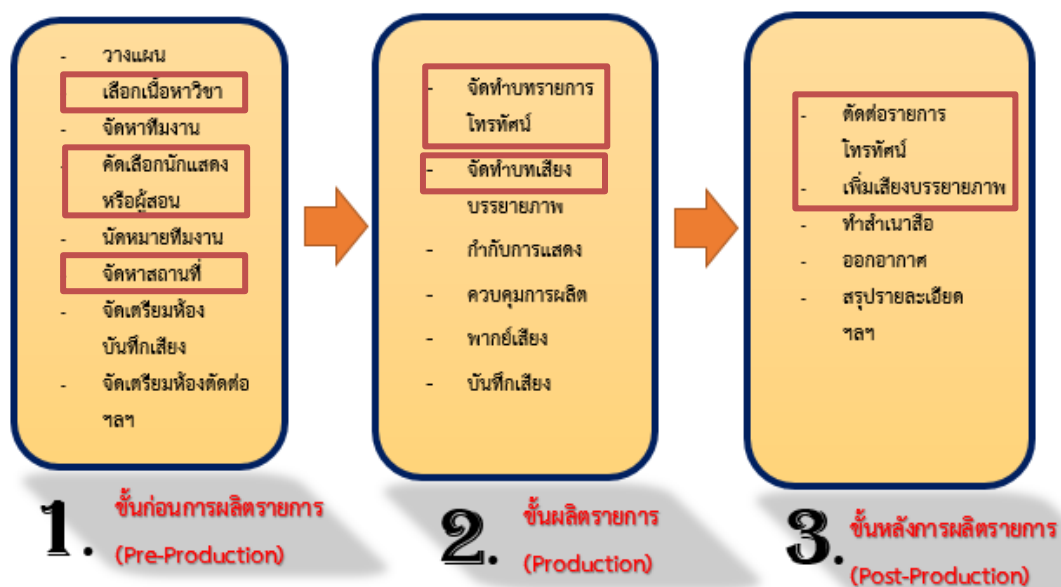 - วางแผน
เลือกเนื้อหาวิขา
- จัดหาทีมงาน
- คัดเลือกนักแสดง
หรือผู้สอน
- นัดหมายทีมงาน
จัดหาสถานที่
- จัดเตรียมห้อง
บันทึกเสียง
- จัดเตรียมห้องตัดต่อ
ฯลฯ
1. ขั้นก่อนการผลิตรายการ
(Pre-Production)
- จัดทำบทรายการ
โทรทัศน์
- จัดทำบทเสียง
บรรยายภาพ
- กำกับการแสดง
- ควบคุมการผลิต
- พากย์เสียง
- บันทึกเสียง
2. ขั้นผลิตรายการ
(Production)
- ตัดต่อรายการ
โทรทัศน์
- เพิ่มเสียงบรรยายภาพ
- ทำสำเนาสื่อ
- ออกอากาศ
- สรุปรายละเอียด
ฯลฯ
3. ขั้นหลังการผลิตรายการ
(Post-Production)